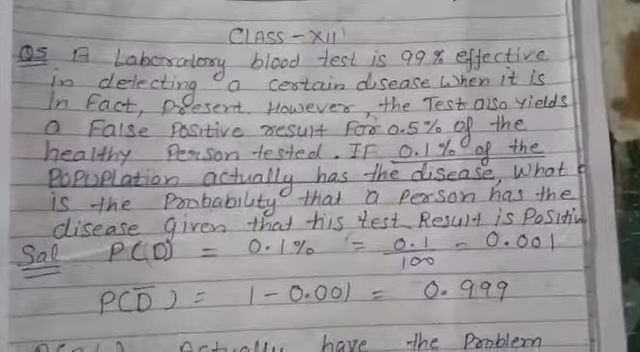 CLASS - XII
Q5 A Laboratory blood test is 99% effective
in detecting a certain disease when it is
in Fact, present. However, the Test also yields
a False Positive result For 0.5% of the
healthy Person tested. IF 0.1% of the
POPUPlation actually has the disease, What
is the Probability that a Person has the
disease given that his test Result is Positiv
Sol P(D) = 0.1% = 0.1/100 = 0.001
P(D̅) = 1 - 0.001 = 0.999
Actually have the Problem